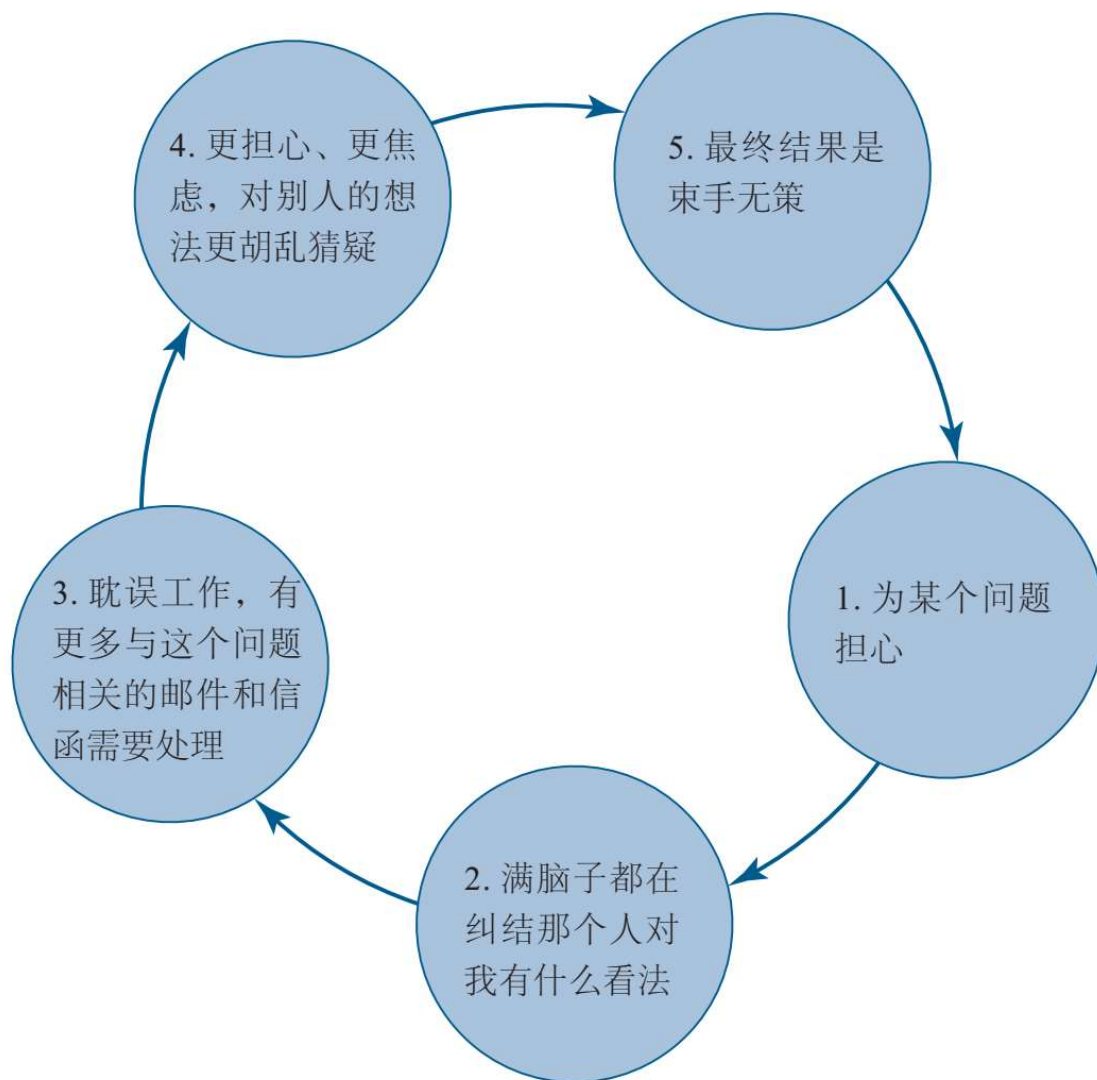 1. 为某个问题
担心
2. 满脑子都在
纠结那个人对
我有什么看法
3. 耽误工作，有
更多与这个问题
相关的邮件和信
函需要处理
4. 更担心、更焦
虑，对别人的想
法更胡乱猜疑
5. 最终结果是
束手无策